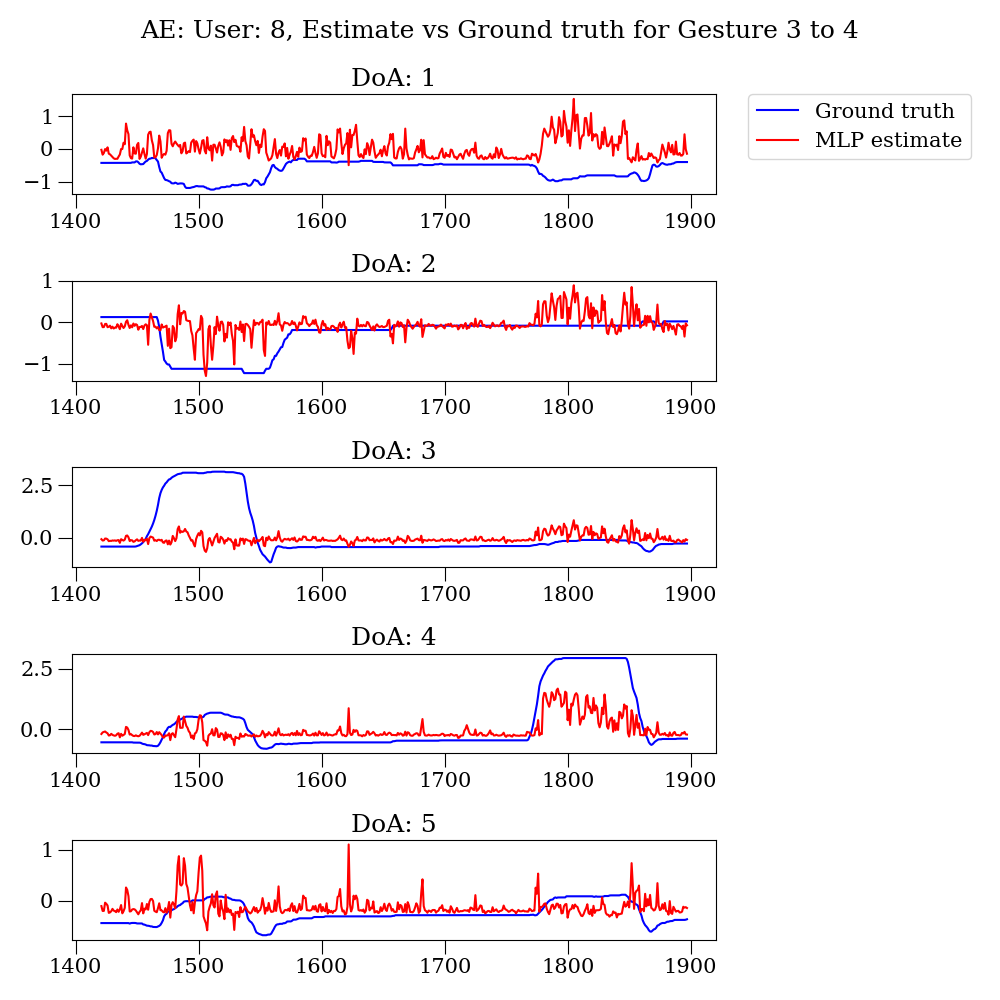 AE: User: 8, Estimate vs Ground truth for Gesture 3 to 4
DoA: 1
Ground truth
MLP estimate
1
0
−1
1400 1500 1600 1700 1800 1900
DoA: 2
1
0
−1
1400 1500 1600 1700 1800 1900
DoA: 3
2.5
0.0
1400 1500 1600 1700 1800 1900
DoA: 4
2.5
0.0
1400 1500 1600 1700 1800 1900
DoA: 5
1
0
1400 1500 1600 1700 1800 1900